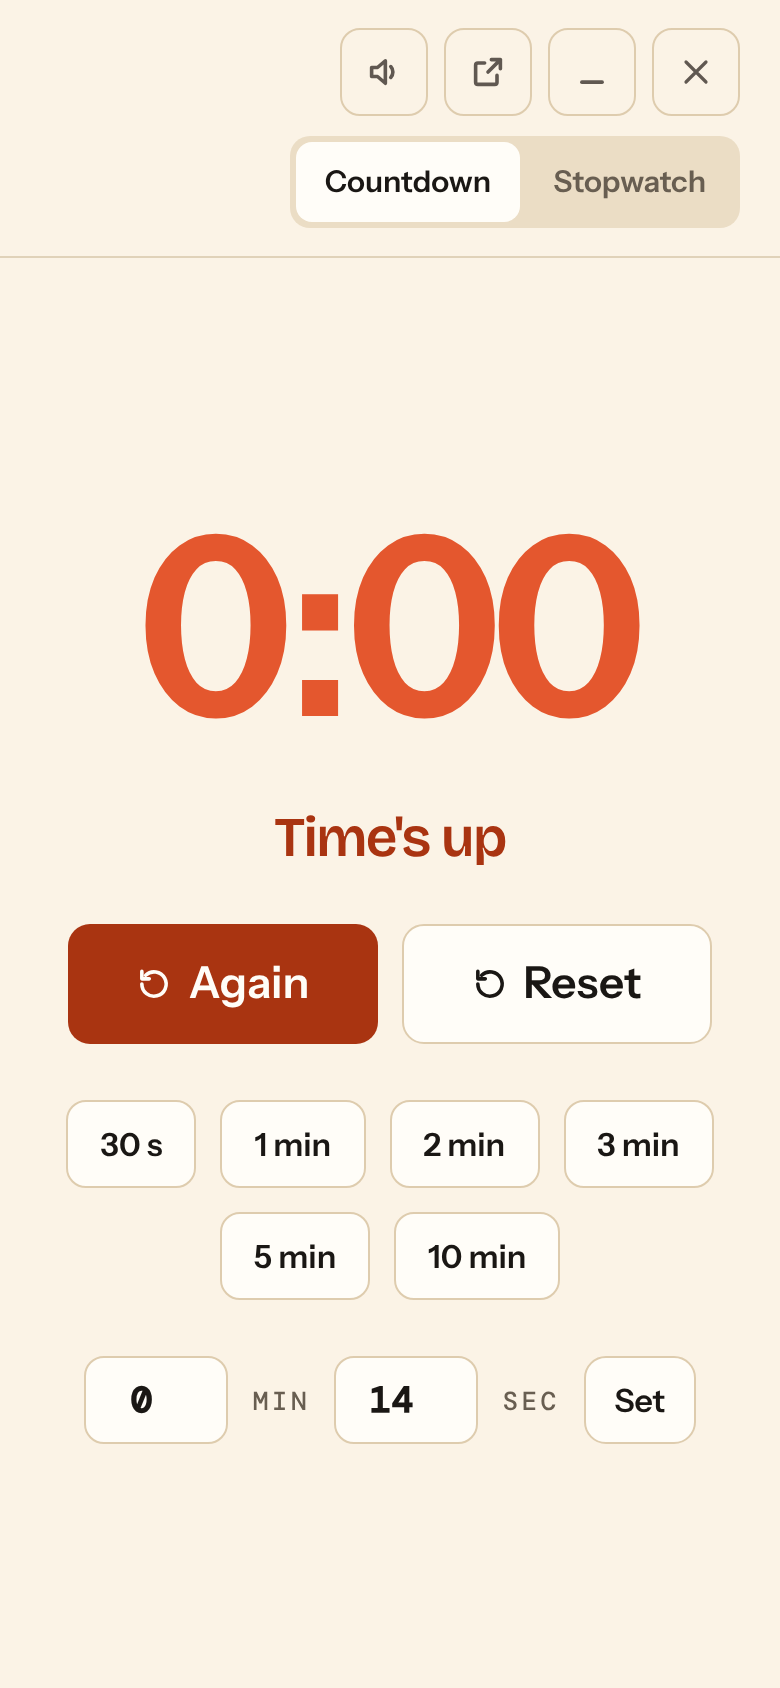 Countdown Stopwatch
0:00
Time's up
Again Reset
30 s 1 min 2 min 3 min
5 min 10 min
0 MIN 14 SEC Set